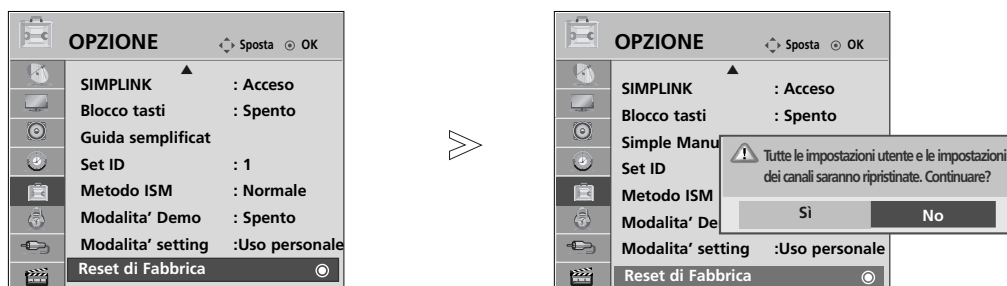 OPZIONE Sposta OK
SIMPLINK : Acceso
Blocco tasti : Spento
Guida semplificat
Set ID : 1
Metodo ISM : Normale
Modalita' Demo : Spento
Modalita' setting :Uso personale
Reset di Fabbrica
OPZIONE Sposta OK
SIMPLINK : Acceso
Blocco tasti : Spento
Simple Manu
Set ID
Metodo ISM
Modalita' De
Modalita' setting :Uso personale
Reset di Fabbrica
Tutte le impostazioni utente e le impostazioni
dei canali saranno ripristinate. Continuare?
Sì No